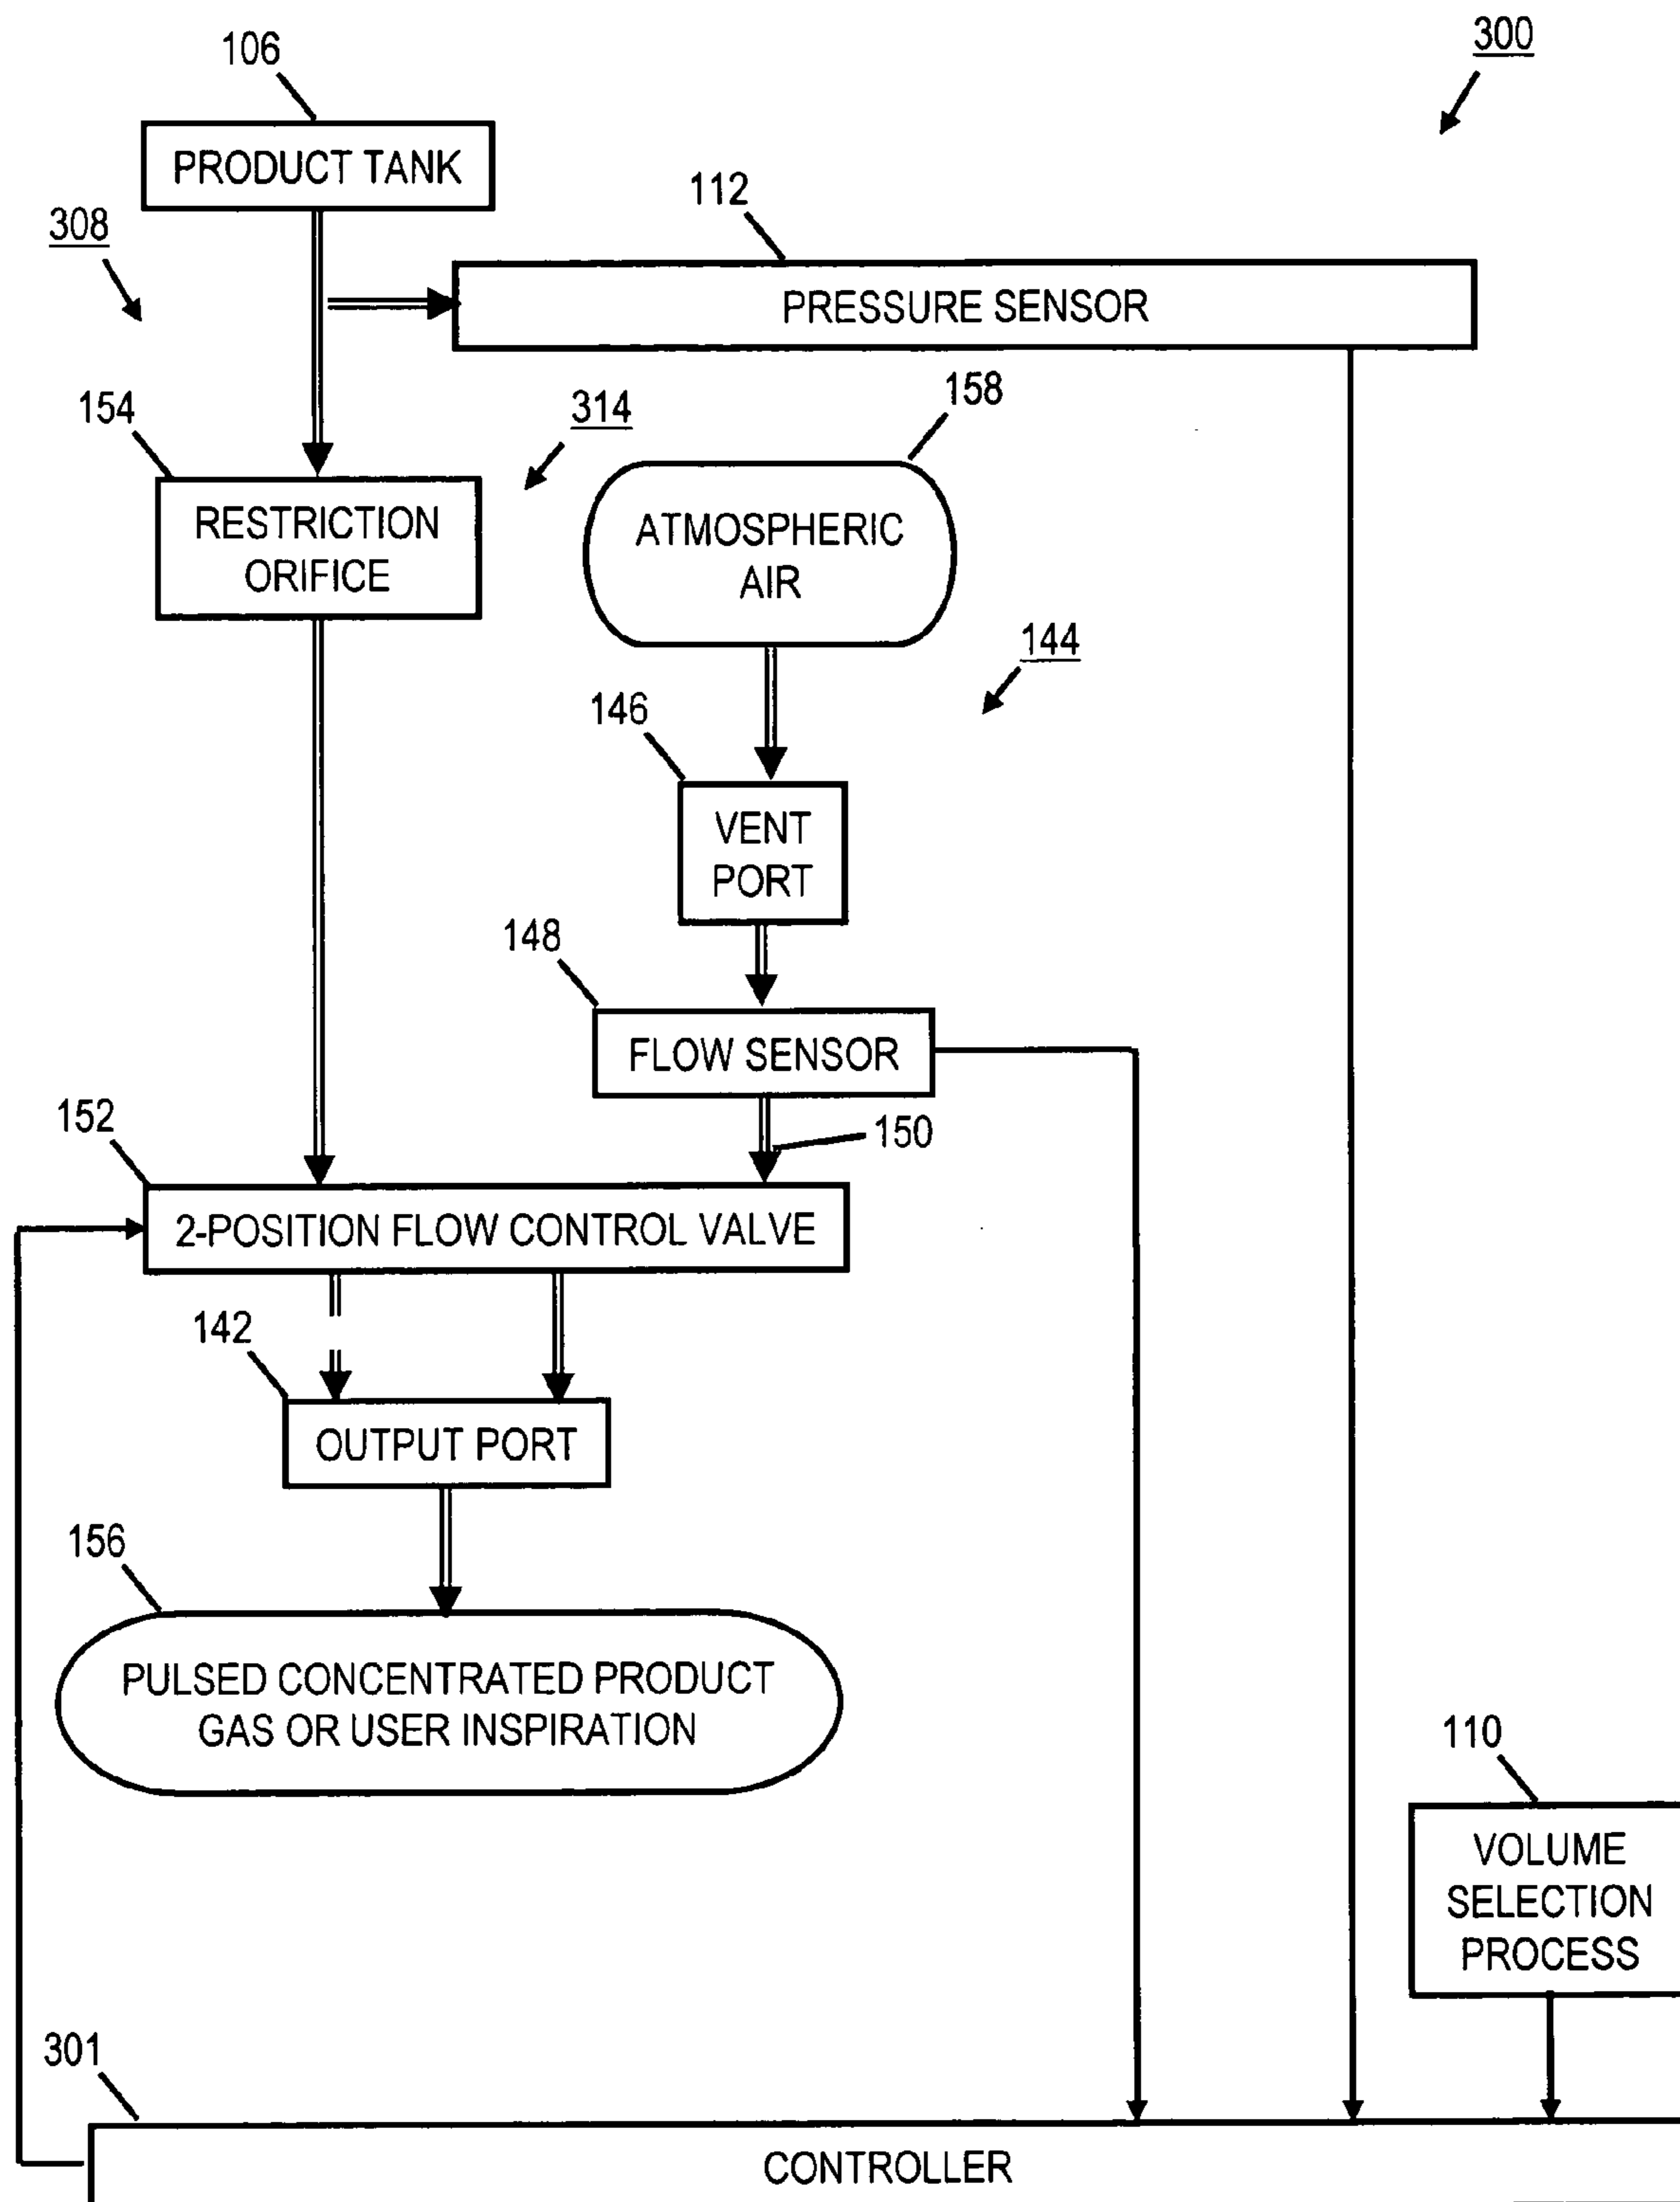 300
106
PRODUCT TANK
112
308
PRESSURE SENSOR
154
314
158
RESTRICTION
ORIFICE
ATMOSPHERIC
AIR
144
146
VENT
PORT
148
FLOW SENSOR
152
150
2-POSITION FLOW CONTROL VALVE
142
OUTPUT PORT
156
PULSED CONCENTRATED PRODUCT
GAS OR USER INSPIRATION
110
VOLUME
SELECTION
PROCESS
301
CONTROLLER